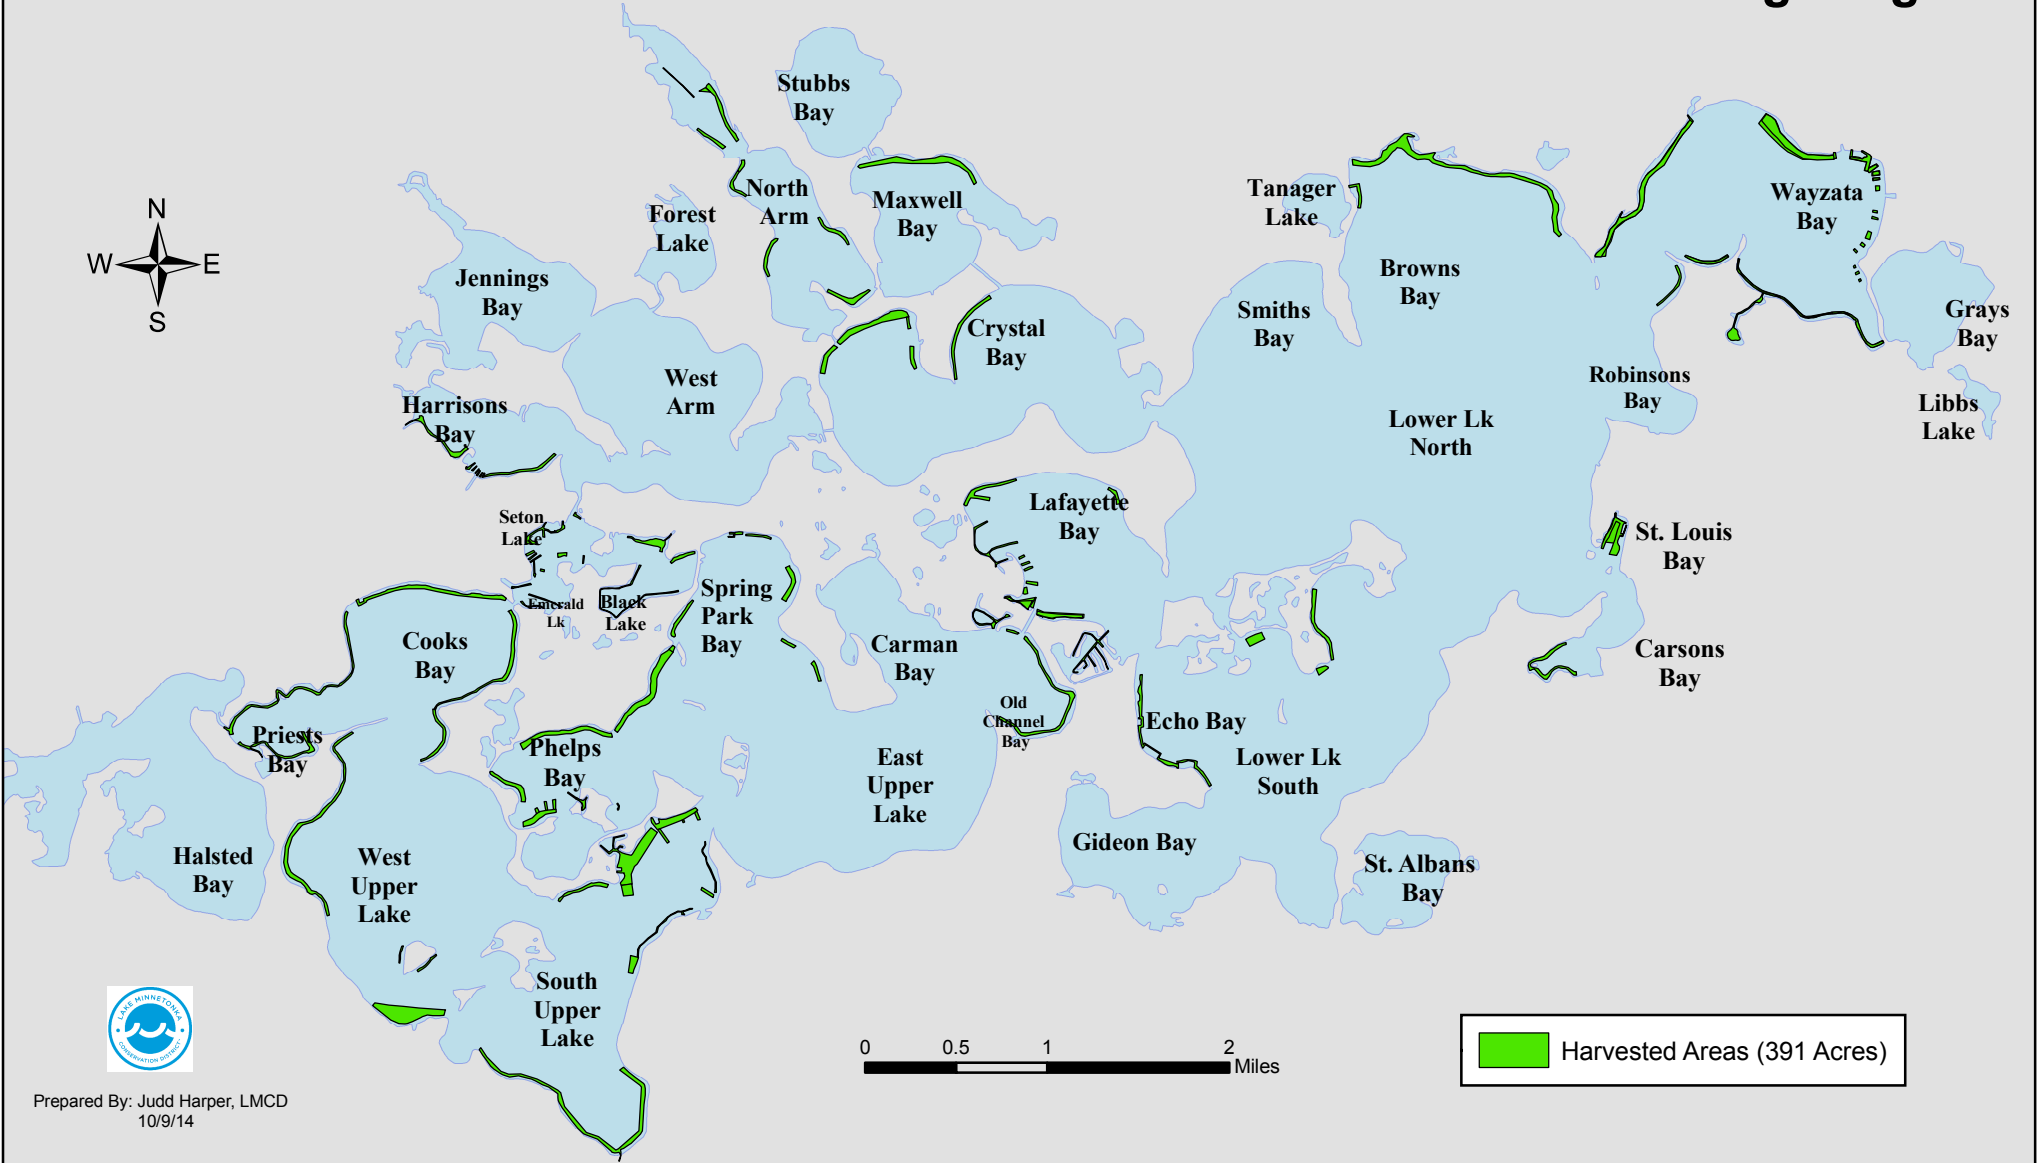 Stubbs
Bay
North
Arm
Maxwell
Bay
Forest
Lake
Tanager
Lake
Wayzata
Bay
N
W
E
S
Jennings
Bay
Browns
Bay
Smiths
Bay
Grays
Bay
Crystal
Bay
West
Arm
Robinsons
Bay
Harrisons
Bay
Lower Lk
North
Libbs
Lake
Seton
Lake
Lafayette
Bay
St. Louis
Bay
Emerald
Lk
Black
Lake
Spring
Park
Bay
Cooks
Bay
Carman
Bay
Carsons
Bay
Old
Channel
Bay
Echo Bay
Priests
Bay
Phelps
Bay
East
Upper
Lake
Lower Lk
South
Gideon Bay
Halsted
Bay
West
Upper
Lake
St. Albans
Bay
South
Upper
Lake
LAKE MINNETONKA
CONSERVATION DISTRICT
0 0.5 1 2
Miles
Harvested Areas (391 Acres)
Prepared By: Judd Harper, LMCD
10/9/14